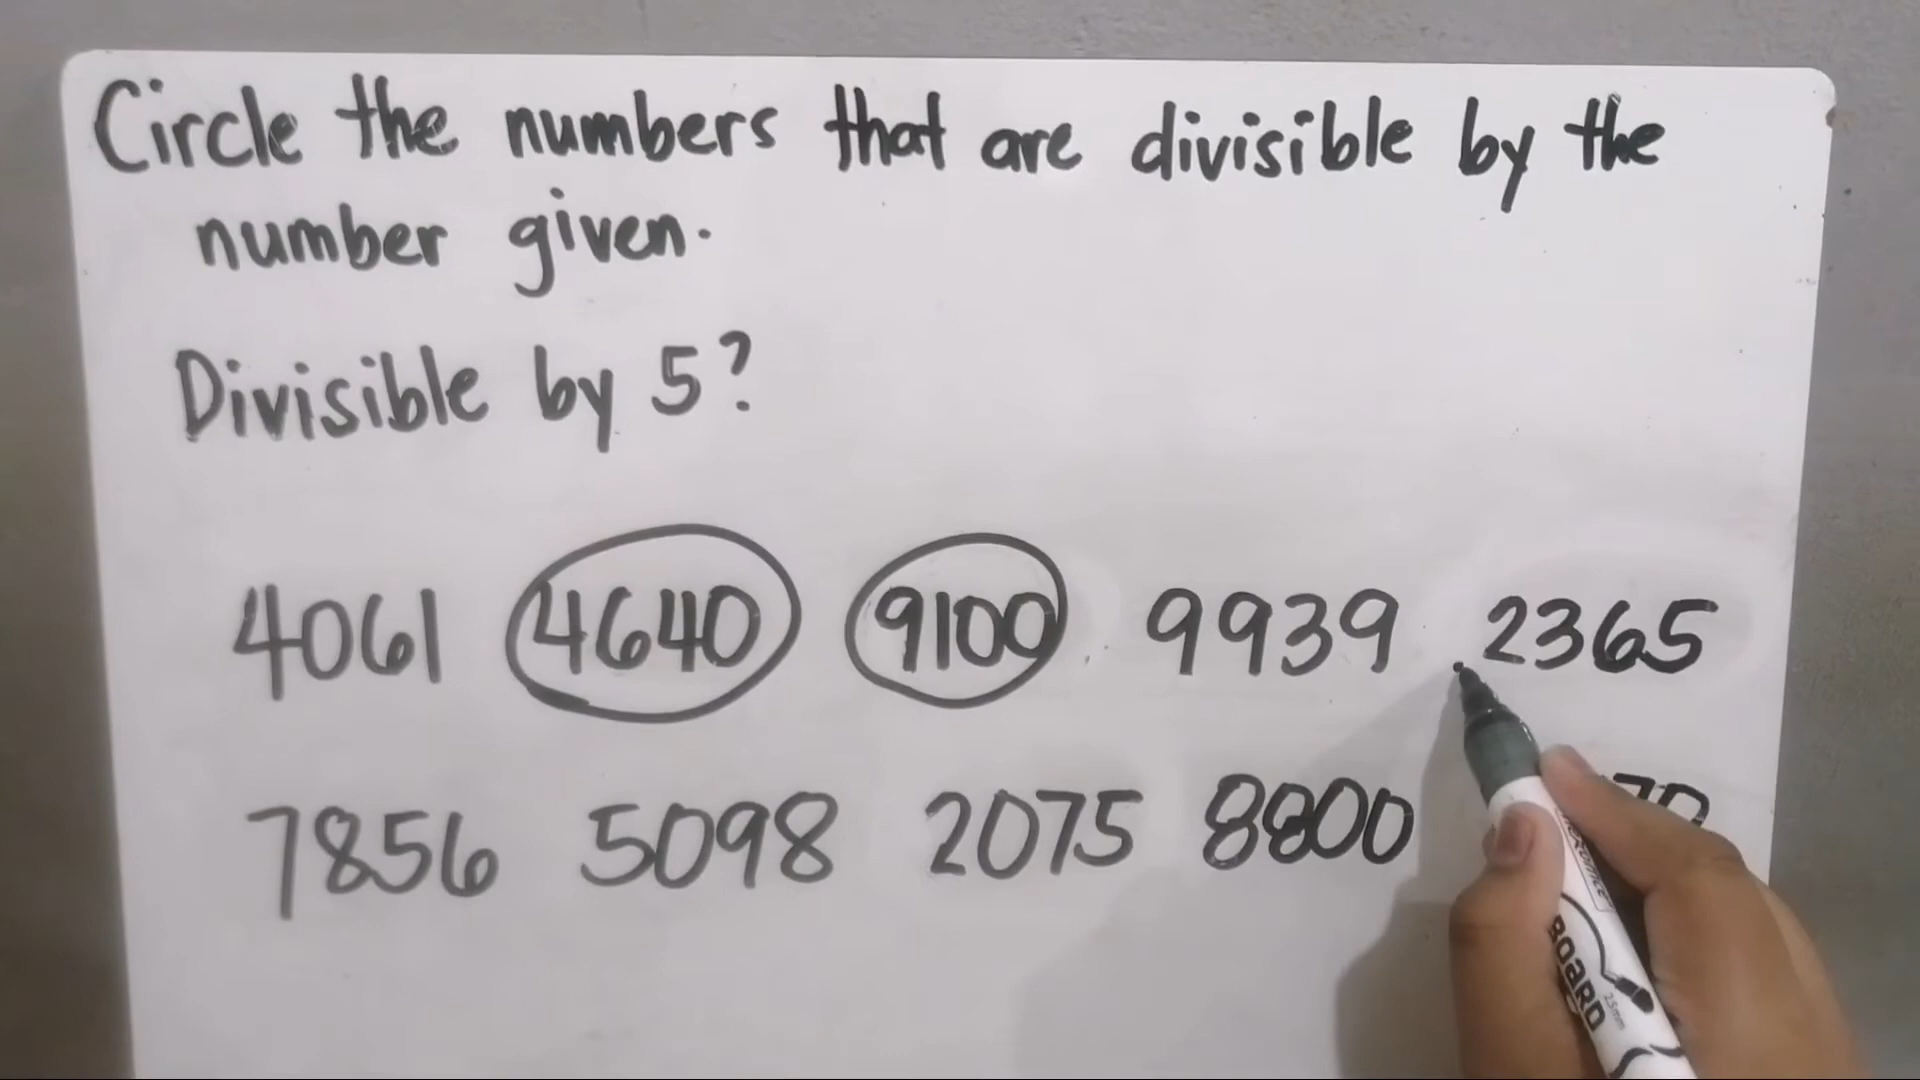 Circle the numbers that are divisible by the
number given.
Divisible by 5?
4061 4640 9100 9939 2365
7856 5098 2075 8800
BOARD